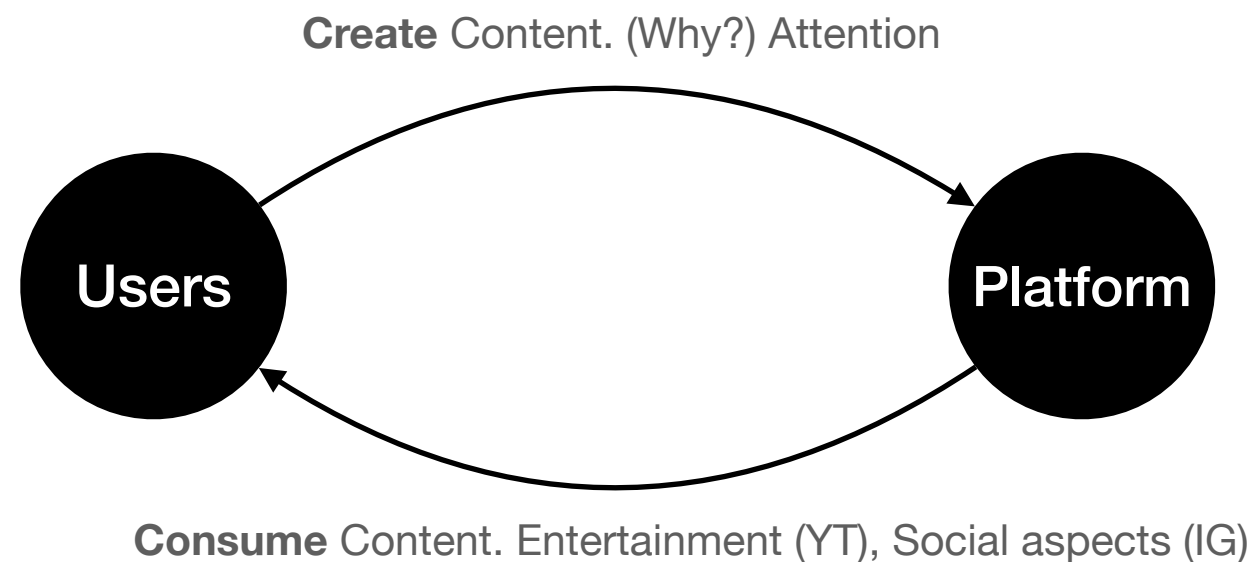 Create Content. (Why?) Attention
Users
Platform
Consume Content. Entertainment (YT), Social aspects (IG)